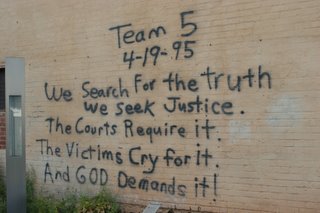 Team 5
4-19-95
We Search For the truth
We seek Justice.
The Courts Require it.
The Victims Cry for it.
And GOD Demands it!